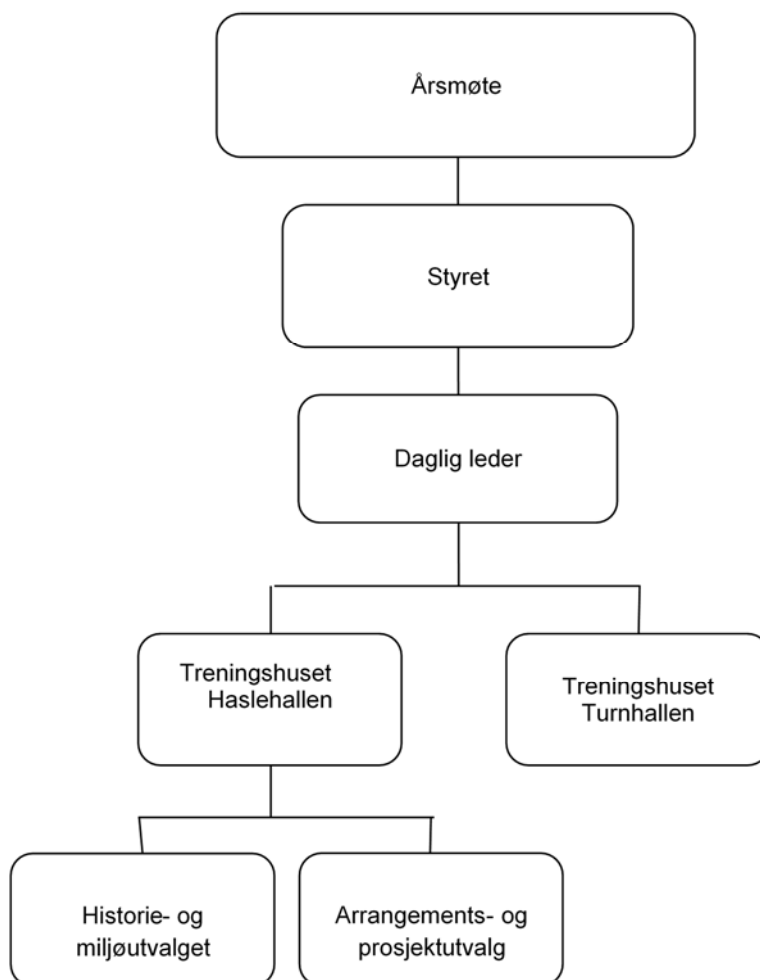 Årsmøte
Styret
Daglig leder
Treningshuset
Haslehallen
Treningshuset
Turnhallen
Historie- og
miljøutvalget
Arrangements- og
prosjektutvalg